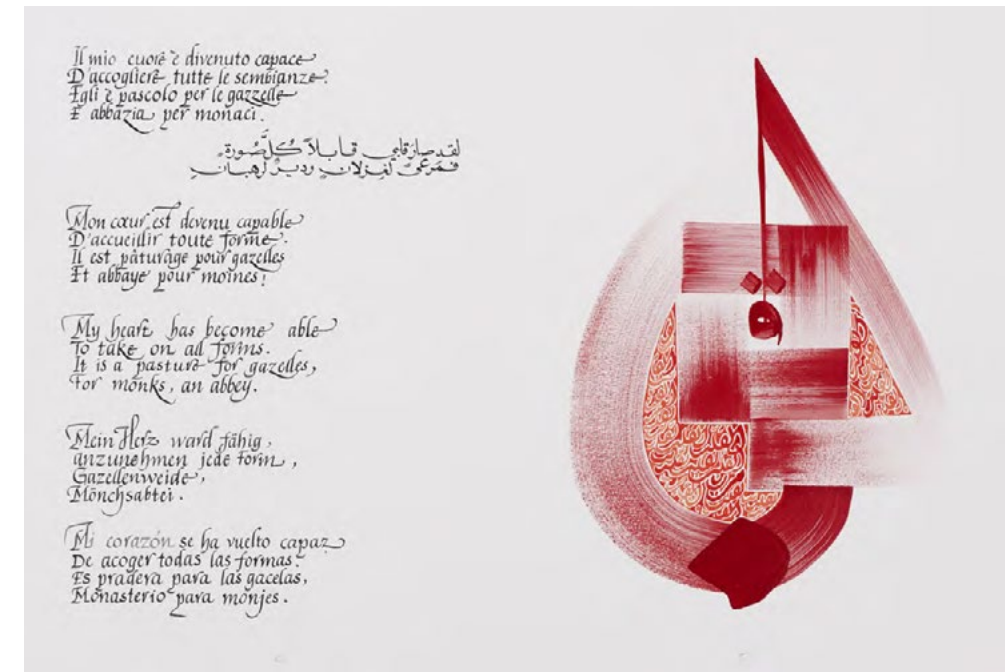 Il mio cuore è divenuto capace
D'accogliere tutte le sembianze.
Egli è pascolo per le gazzelle
E abbazia per monaci.
لقد صار قلبي قابلاً كلَّ صُورة
فمَرعىً لغزلانٍ وديرٌ لرهبانِ
Mon cœur est devenu capable
D'accueillir toute forme.
Il est pâturage pour gazelles
Et abbaye pour moines!
My heart has become able
To take on all forms.
It is a pasture for gazelles,
For monks, an abbey.
Mein Herz ward fähig,
anzunehmen jede Form,
Gazellenweide,
Mönchsabtei.
Mi corazón se ha vuelto capaz
De acoger todas las formas.
Es pradera para las gacelas,
Monasterio para monjes.